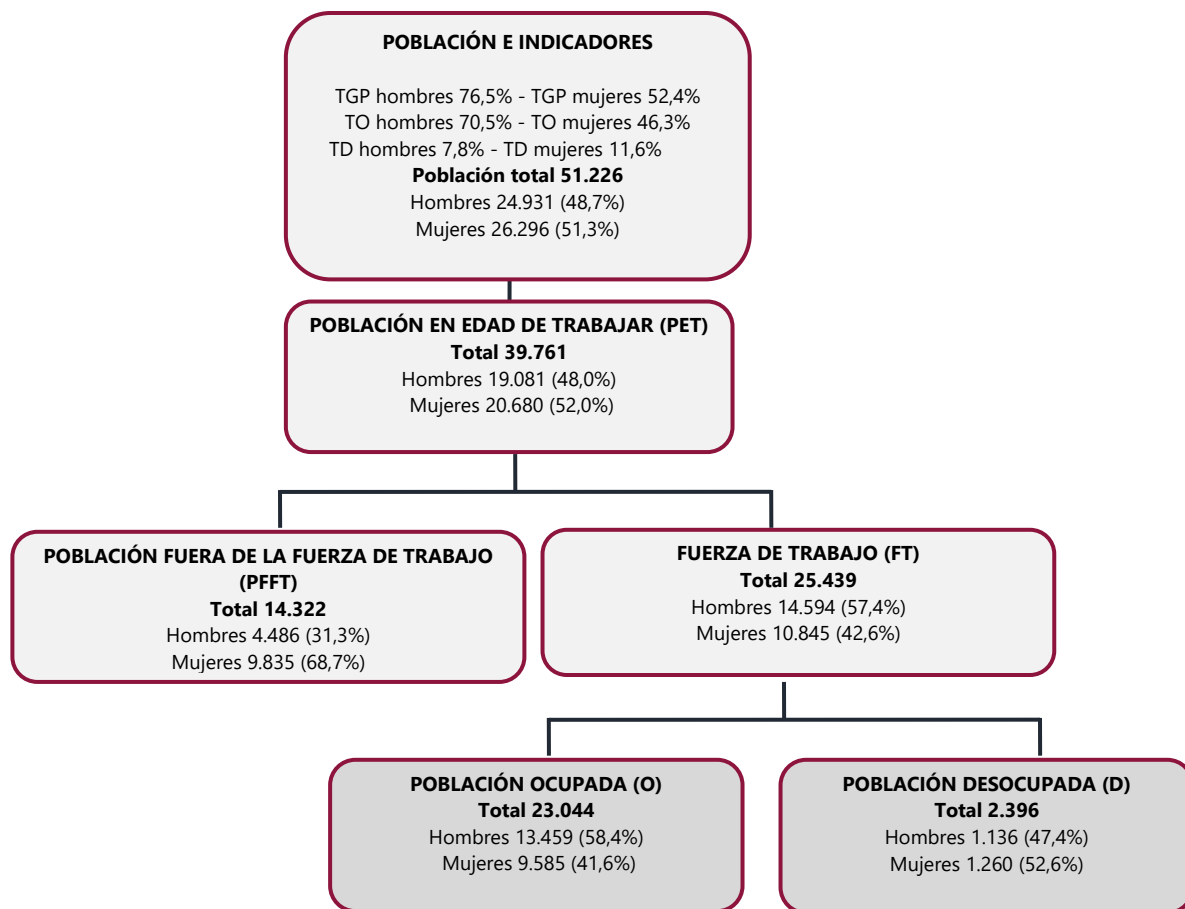 POBLACIÓN E INDICADORES
TGP hombres 76,5% - TGP mujeres 52,4%
TO hombres 70,5% - TO mujeres 46,3%
TD hombres 7,8% - TD mujeres 11,6%
Población total 51.226
Hombres 24.931 (48,7%)
Mujeres 26.296 (51,3%)
POBLACIÓN EN EDAD DE TRABAJAR (PET)
Total 39.761
Hombres 19.081 (48,0%)
Mujeres 20.680 (52,0%)
POBLACIÓN FUERA DE LA FUERZA DE TRABAJO
(PFFT)
Total 14.322
Hombres 4.486 (31,3%)
Mujeres 9.835 (68,7%)
FUERZA DE TRABAJO (FT)
Total 25.439
Hombres 14.594 (57,4%)
Mujeres 10.845 (42,6%)
POBLACIÓN OCUPADA (O)
Total 23.044
Hombres 13.459 (58,4%)
Mujeres 9.585 (41,6%)
POBLACIÓN DESOCUPADA (D)
Total 2.396
Hombres 1.136 (47,4%)
Mujeres 1.260 (52,6%)